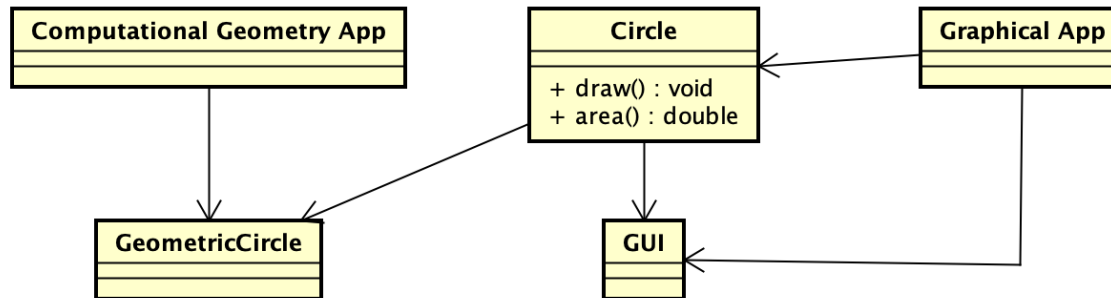 Computational Geometry App
Circle
Graphical App
+ draw() : void
+ area() : double
GeometricCircle
GUI